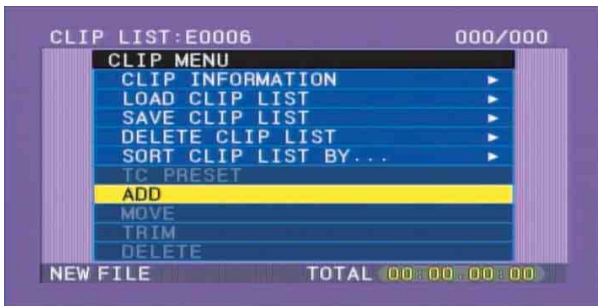 CLIP LIST:E0006 000/000
CLIP MENU
CLIP INFORMATION ►
LOAD CLIP LIST ►
SAVE CLIP LIST ►
DELETE CLIP LIST ►
SORT CLIP LIST BY... ►
TC PRESET
ADD
MOVE
TRIM
DELETE
NEW FILE TOTAL 00:00:00:00